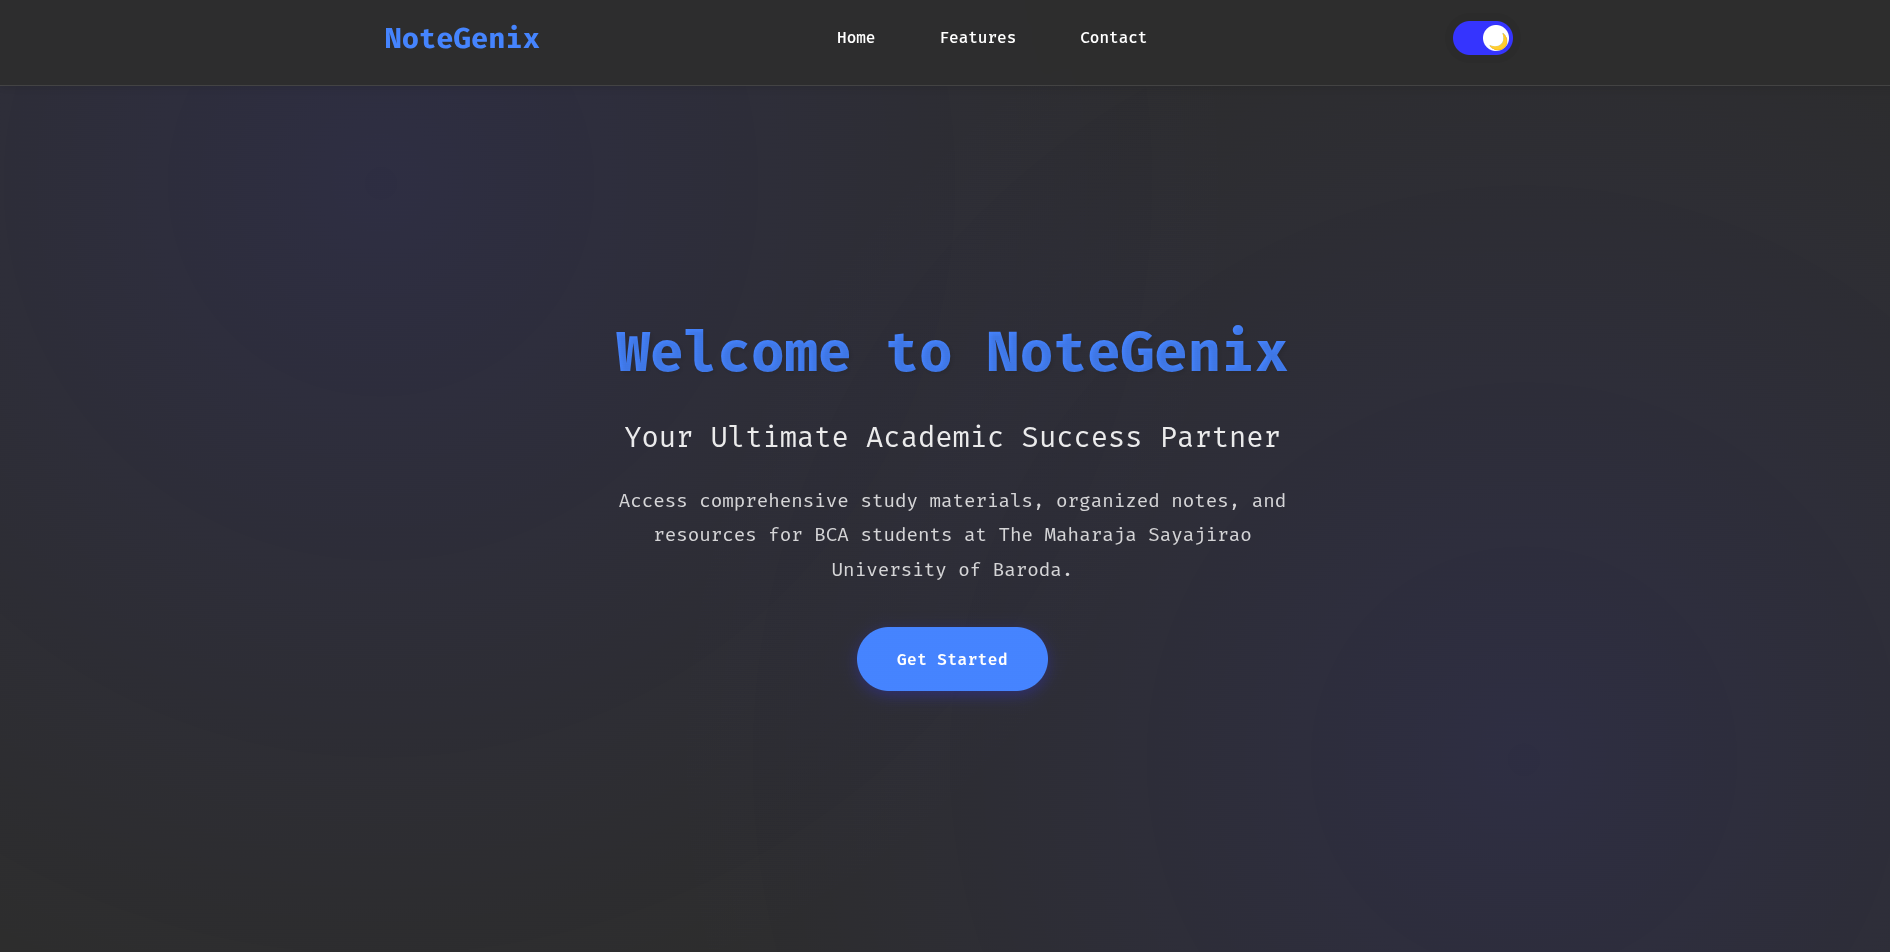 NoteGenix
Home
Features
Contact
Welcome to NoteGenix
Your Ultimate Academic Success Partner
Access comprehensive study materials, organized notes, and
resources for BCA students at The Maharaja Sayajirao
University of Baroda.
Get Started